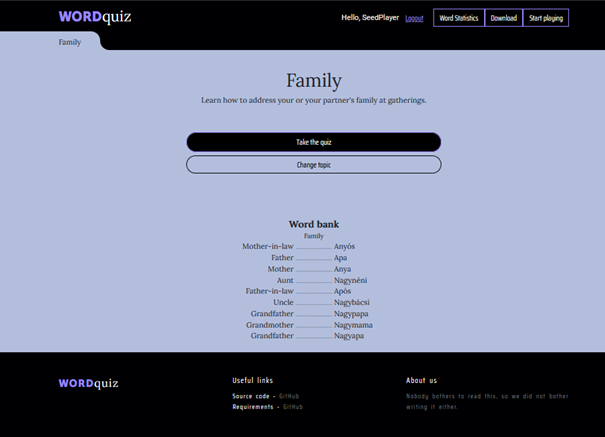 WORDquiz
Hello, SeedPlayer Logout Word Statistics Download Start playing
Family
Family
Learn how to address your or your partner's family at gatherings.
Take the quiz
Change topic
Word bank
Family
Mother-in-law Anyós
Father Apa
Mother Anya
Aunt Nagynéni
Father-in-law Após
Uncle Nagybácsi
Grandfather Nagypapa
Grandmother Nagymama
Grandfather Nagyapa
WORDquiz
Useful links
Source code - GitHub
Requirements - GitHub
About us
Nobody bothers to read this, so we did not bother
writing it either.